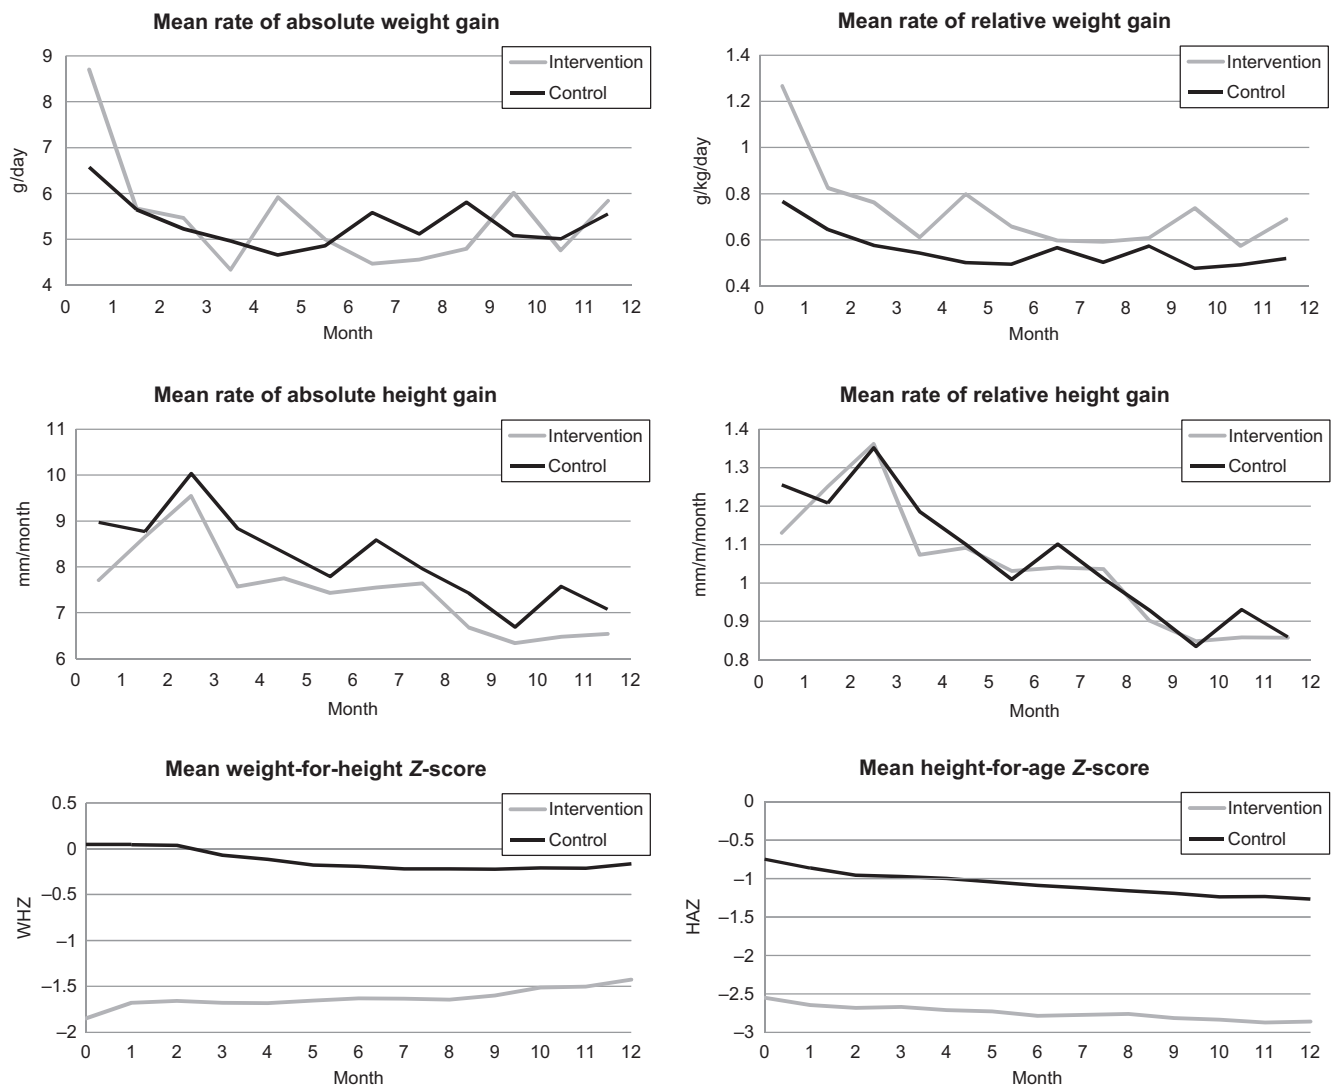 Mean rate of absolute weight gain
9
8
7
6
5
4
g/day
0 1 2 3 4 5 6 7 8 9 10 11 12
Month
Intervention
Control
Mean rate of relative weight gain
1.4
1.2
1
0.8
0.6
0.4
g/kg/day
0 1 2 3 4 5 6 7 8 9 10 11 12
Month
Intervention
Control
Mean rate of absolute height gain
11
10
9
8
7
6
mm/month
0 1 2 3 4 5 6 7 8 9 10 11 12
Month
Intervention
Control
Mean rate of relative height gain
1.4
1.3
1.2
1.1
1
0.9
0.8
mm/m/month
0 1 2 3 4 5 6 7 8 9 10 11 12
Month
Intervention
Control
Mean weight-for-height Z-score
0.5
0
–0.5
–1
–1.5
–2
WHZ
0 1 2 3 4 5 6 7 8 9 10 11 12
Month
Intervention
Control
Mean height-for-age Z-score
0
–0.5
–1
–1.5
–2
–2.5
–3
HAZ
0 1 2 3 4 5 6 7 8 9 10 11 12
Month
Intervention
Control